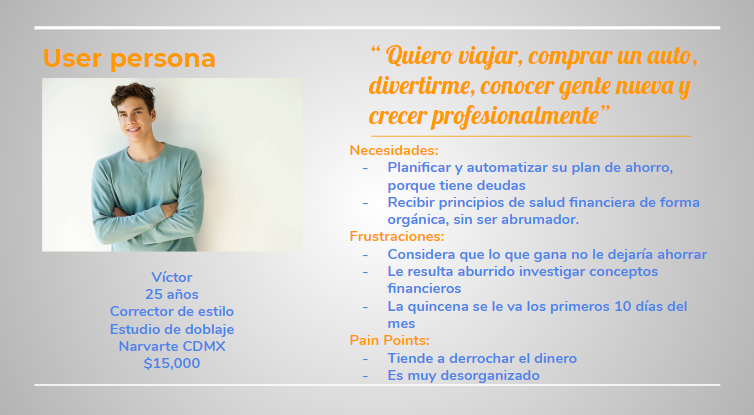 User persona
Víctor
25 años
Corrector de estilo
Estudio de doblaje
Narvarte CDMX
$15,000
“ Quiero viajar, comprar un auto,
divertirme, conocer gente nueva y
crecer profesionalmente”
Necesidades:
- Planificar y automatizar su plan de ahorro,
porque tiene deudas
- Recibir principios de salud financiera de forma
orgánica, sin ser abrumador.
Frustraciones:
- Considera que lo que gana no le dejaría ahorrar
- Le resulta aburrido investigar conceptos
financieros
- La quincena se le va los primeros 10 días del
mes
Pain Points:
- Tiende a derrochar el dinero
- Es muy desorganizado